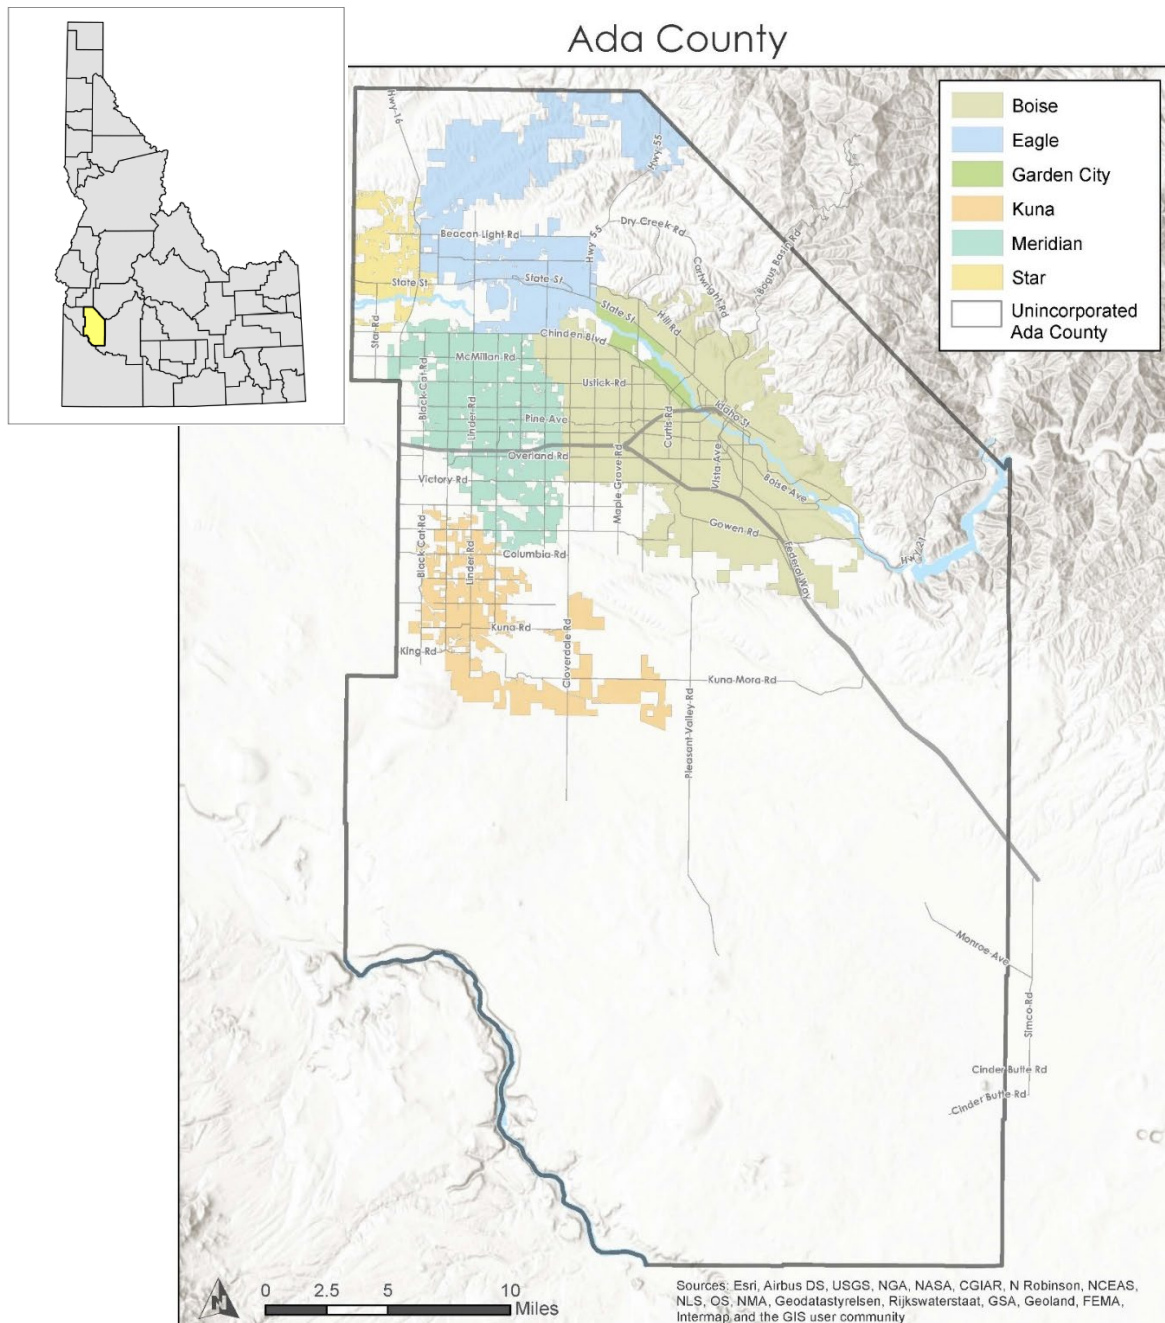 Ada County
Boise
Eagle
Garden City
Kuna
Meridian
Star
Unincorporated
Ada County
Hwy 16
Hwy 55
Dry Creek Rd
Beacon Light Rd
Hwy 55
Cartwright Rd
Bogus Basin Rd
State St
State St
State St
Hill Rd
Star Rd
Chinden Blvd
McMillan Rd
Black Cat Rd
Linder Rd
Ustick Rd
Pine Ave
Curtis Rd
Idaho St
Overland Rd
Maple Grove Rd
Vista Ave
Victory Rd
Boise Ave
Gowen Rd
Black Cat Rd
Linder Rd
Columbia Rd
Federal Way
Hwy 21
Kuna Rd
King Rd
Cloverdale Rd
Kuna Mora Rd
Pleasant Valley Rd
Monroe Ave
Simco Rd
Cinder Butte Rd
Cinder Butte Rd
N
0 2.5 5 10
Miles
Sources: Esri, Airbus DS, USGS, NGA, NASA, CGIAR, N Robinson, NCEAS,
NLS, OS, NMA, Geodatastyrelsen, Rijkswaterstaat, GSA, Geoland, FEMA,
Intermap and the GIS user community